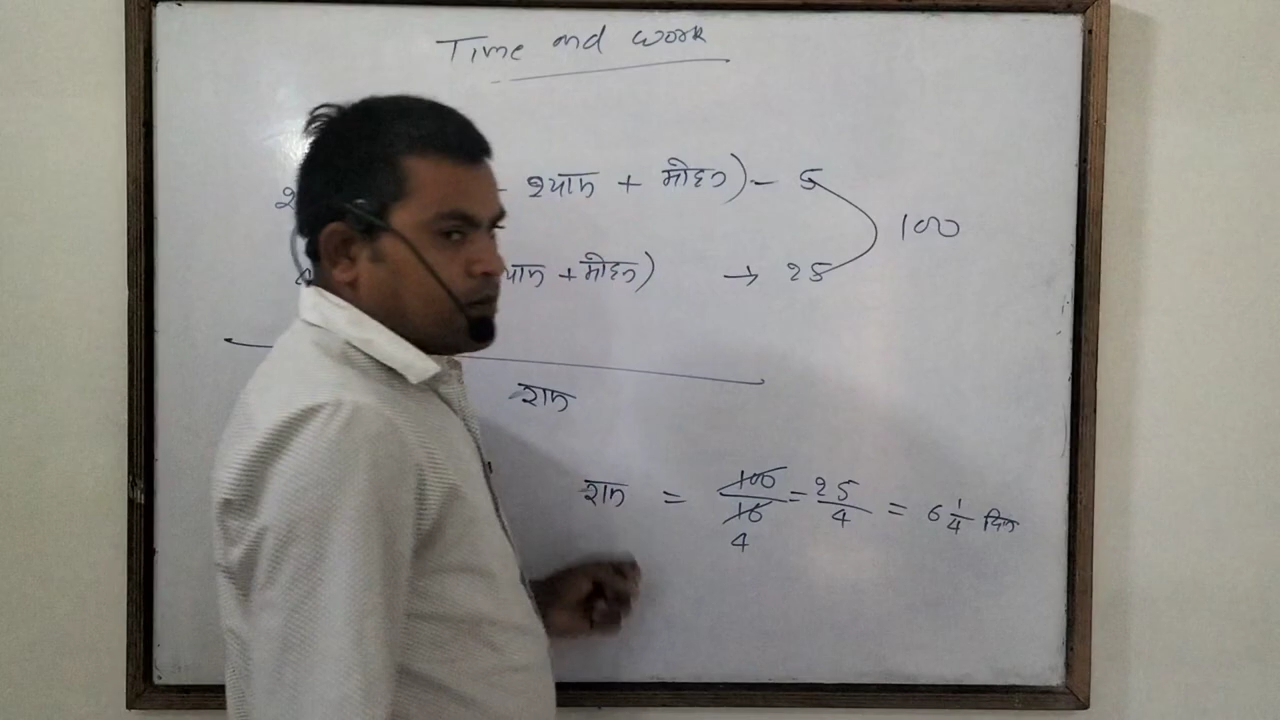 Time and work
श्याम + मोहन) - 5
+ मोहन) → 25
100
राम
राम = 100/16 = 25/4 = 6 1/4 दिन
4